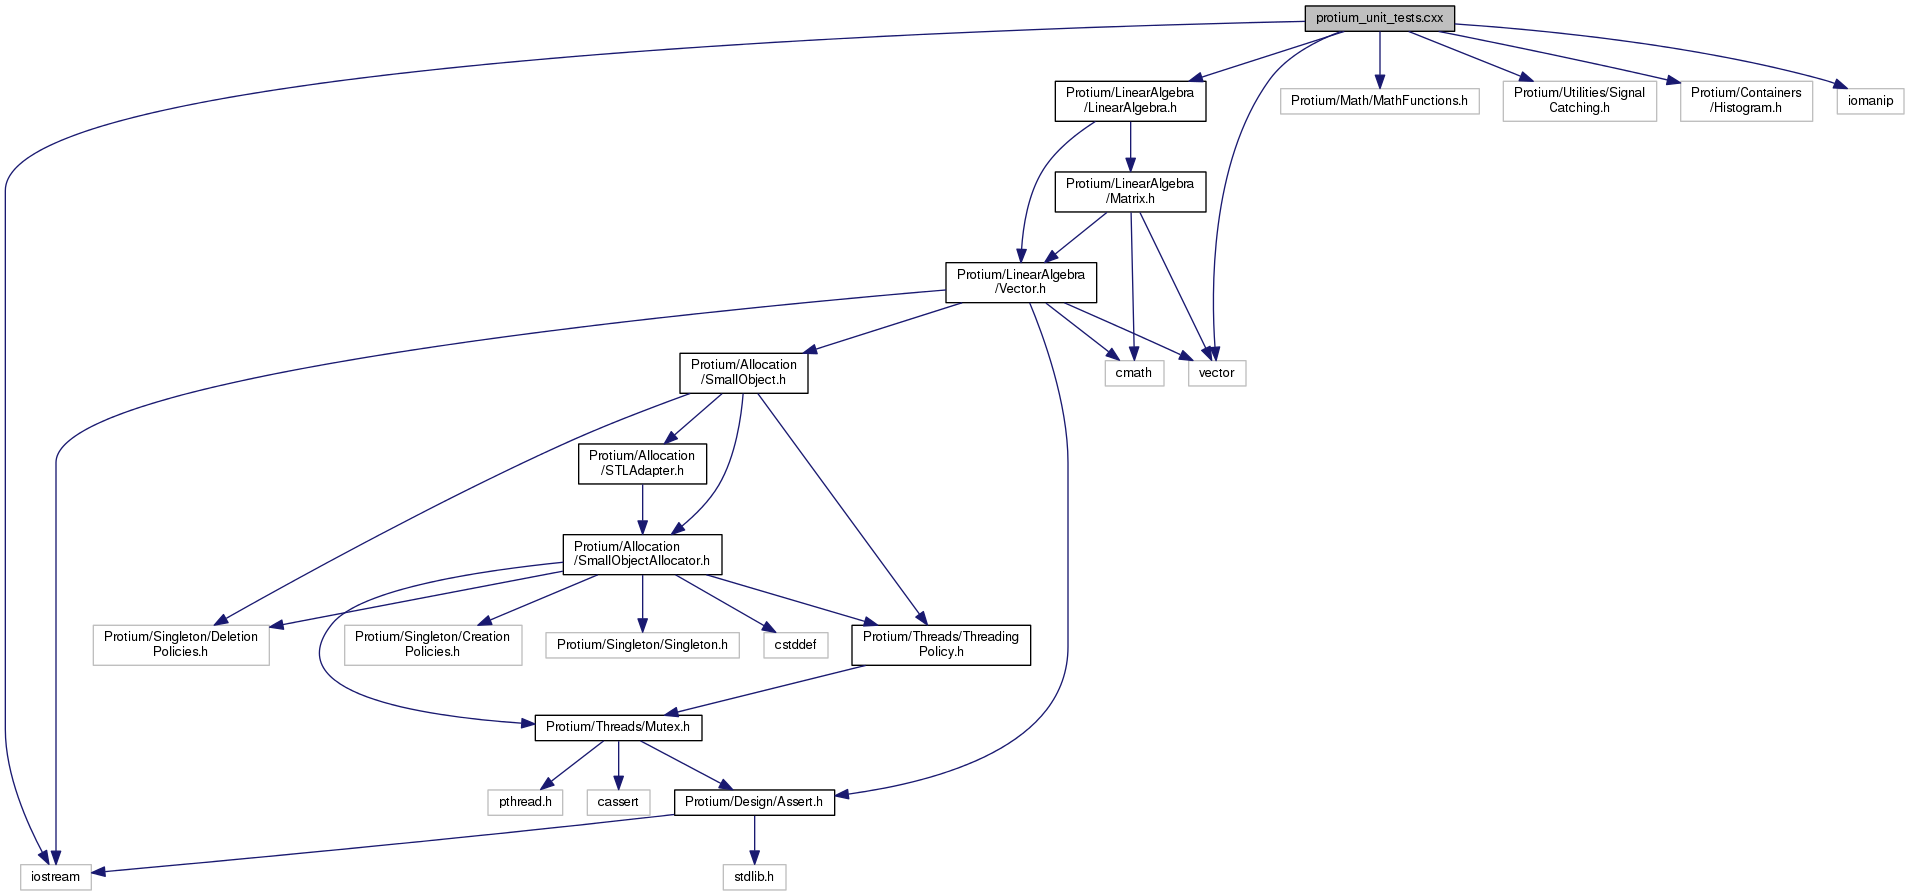 protium_unit_tests.cxx
Protium/LinearAlgebra
/LinearAlgebra.h
Protium/Math/MathFunctions.h
Protium/Utilities/Signal
Catching.h
Protium/Containers
/Histogram.h
iomanip
Protium/LinearAlgebra
/Matrix.h
Protium/LinearAlgebra
/Vector.h
Protium/Allocation
/SmallObject.h
cmath
vector
Protium/Allocation
/STLAdapter.h
Protium/Allocation
/SmallObjectAllocator.h
Protium/Singleton/Deletion
Policies.h
Protium/Singleton/Creation
Policies.h
Protium/Singleton/Singleton.h
cstddef
Protium/Threads/Threading
Policy.h
Protium/Threads/Mutex.h
pthread.h
cassert
Protium/Design/Assert.h
iostream
stdlib.h